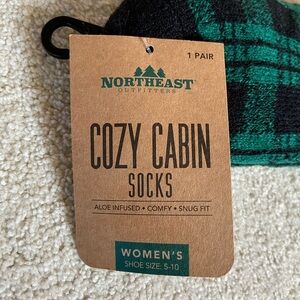 1 PAIR
NORTHEAST
OUTFITTERS
COZY CABIN
SOCKS
ALOE INFUSED • COMFY • SNUG FIT
WOMEN'S
SHOE SIZE: 5-10